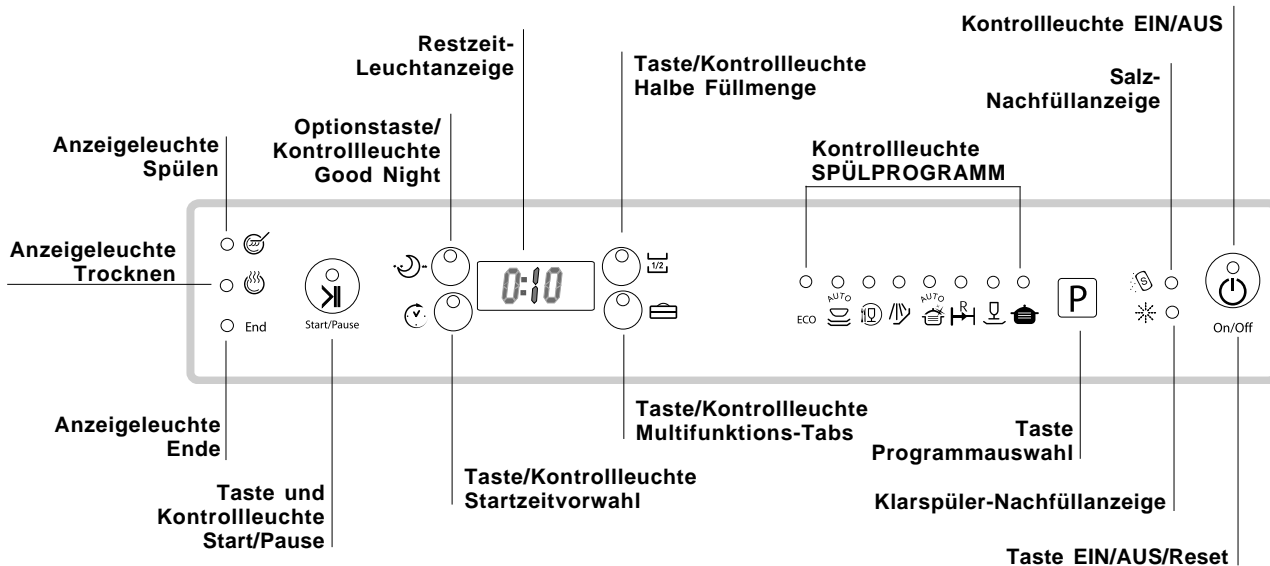 Kontrollleuchte EIN/AUS
Restzeit-
Leuchtanzeige
Taste/Kontrollleuchte
Halbe Füllmenge
Salz-
Nachfüllanzeige
Optionstaste/
Kontrollleuchte
Good Night
Anzeigeleuchte
Spülen
Kontrollleuchte
SPÜLPROGRAMM
Anzeigeleuchte
Trocknen
End
Start/Pause
0:10
1/2
ECO
AUTO
AUTO
R
P
S
On/Off
Anzeigeleuchte
Ende
Taste und
Kontrollleuchte
Start/Pause
Taste/Kontrollleuchte
Startzeitvorwahl
Taste/Kontrollleuchte
Multifunktions-Tabs
Taste
Programmauswahl
Klarspüler-Nachfüllanzeige
Taste EIN/AUS/Reset